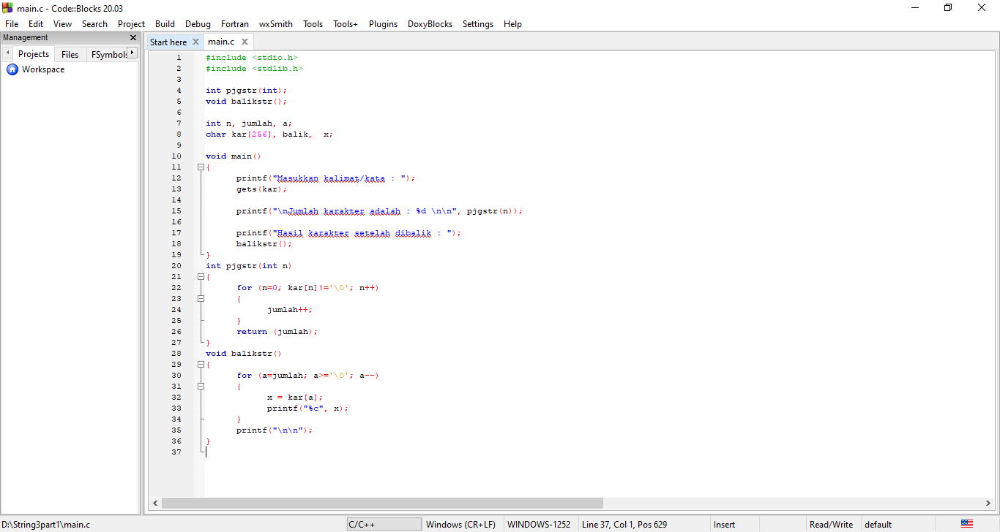 main.c - Code::Blocks 20.03
File Edit View Search Project Build Debug Fortran wxSmith Tools Tools+ Plugins DoxyBlocks Settings Help
Management
Start here main.c
Projects Files FSymbols
Workspace
1 #include <stdio.h>
2 #include <stdlib.h>
3
4 int pjgstr(int);
5 void balikstr();
6
7 int n, jumlah, a;
8 char kar[256], balik,  x;
9
10 void main()
11 {
12 printf("Masukkan kalimat/kata : ");
13 gets(kar);
14
15 printf("\nJumlah karakter adalah : %d \n\n", pjgstr(n));
16
17 printf("Hasil karakter setelah dibalik : ");
18 balikstr();
19 }
20 int pjgstr(int n)
21 {
22 for (n=0; kar[n]!='\0'; n++)
23 {
24 jumlah++;
25 }
26 return (jumlah);
27 }
28 void balikstr()
29 {
30 for (a=jumlah; a>='\0'; a--)
31 {
32 x = kar[a];
33 printf("%c", x);
34 }
35 printf("\n\n");
36 }
37
D:\String3part1\main.c C/C++ Windows (CR+LF) WINDOWS-1252 Line 37, Col 1, Pos 629 Insert Read/Write default